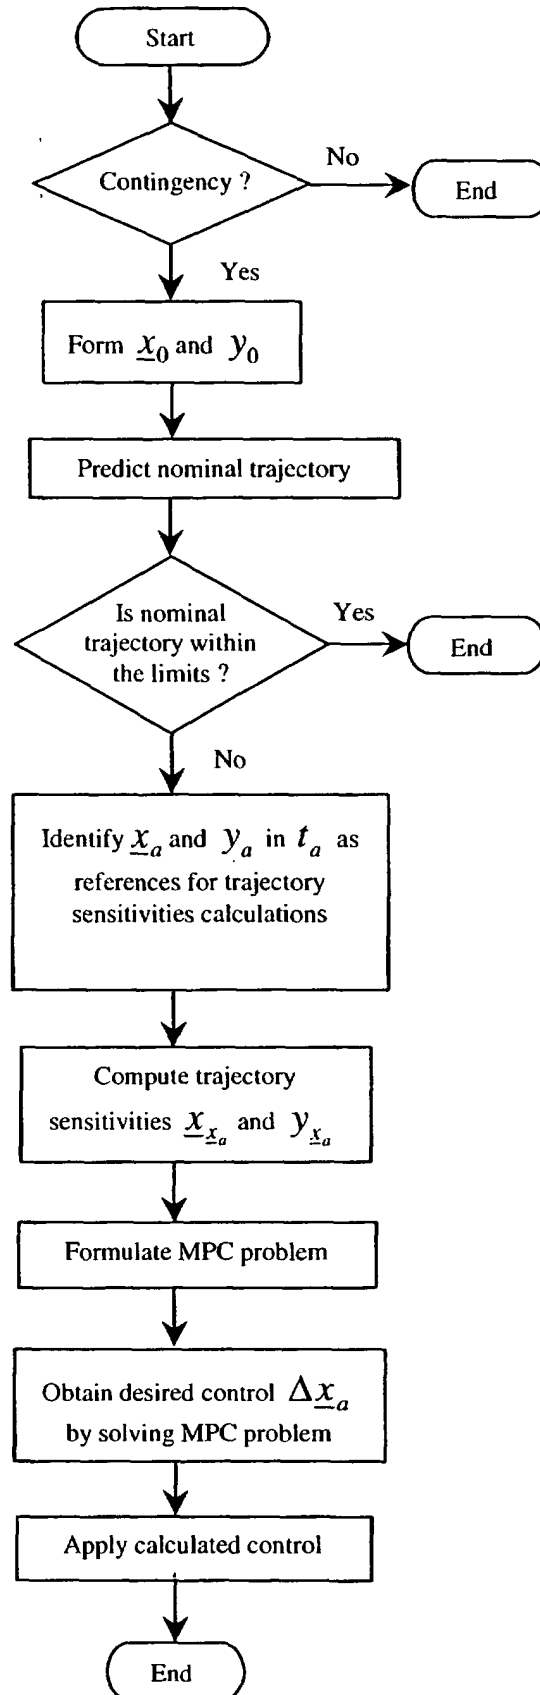 Start
Contingency ?
No
End
Yes
Form x₀ and y₀
Predict nominal trajectory
Is nominal
trajectory within
the limits ?
Yes
End
No
Identify xₐ and yₐ in tₐ as
references for trajectory
sensitivities calculations
Compute trajectory
sensitivities x_xₐ and y_xₐ
Formulate MPC problem
Obtain desired control Δxₐ
by solving MPC problem
Apply calculated control
End